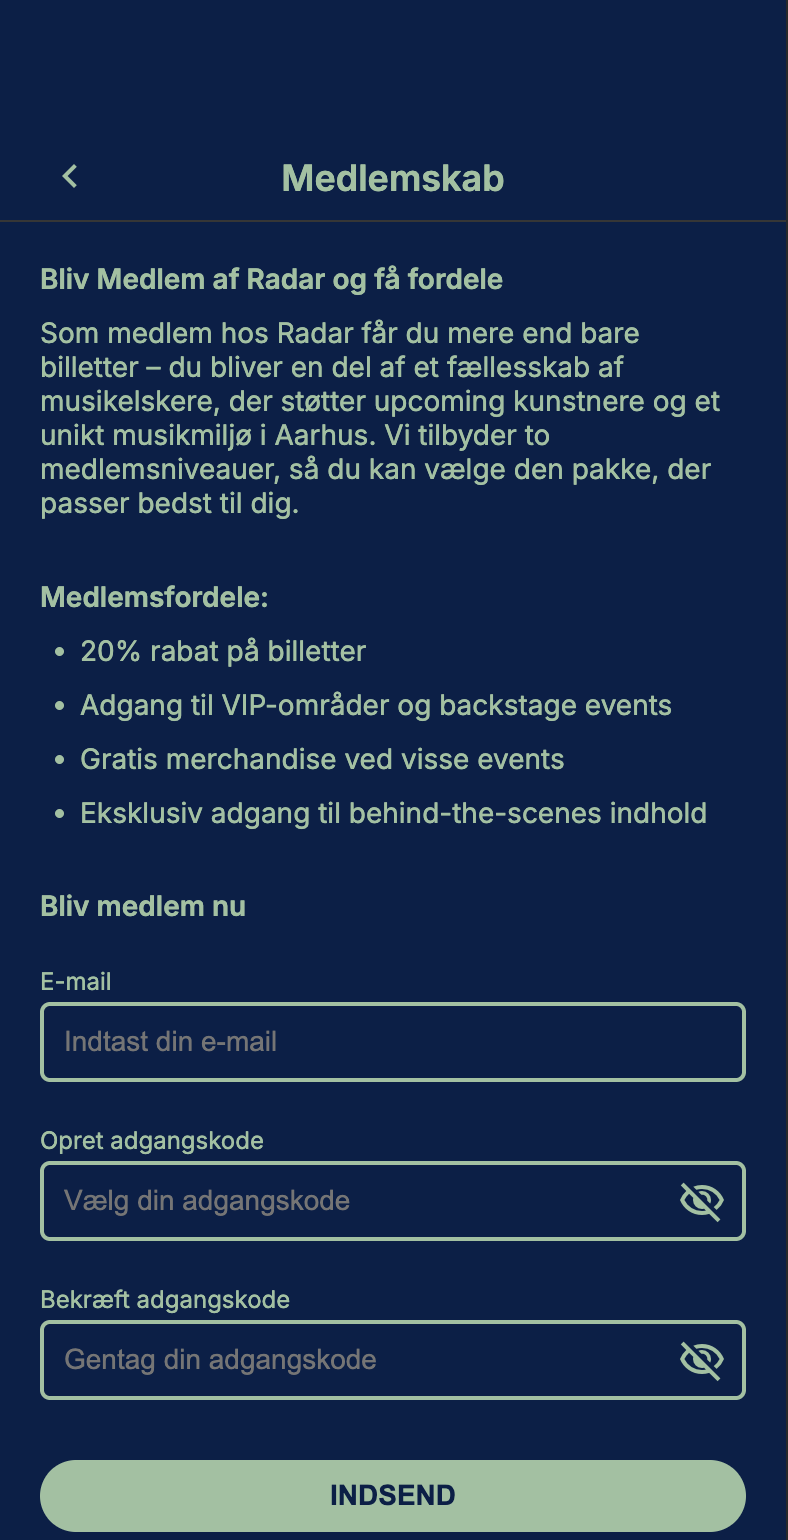 Medlemskab
Bliv Medlem af Radar og få fordele
Som medlem hos Radar får du mere end bare
billetter – du bliver en del af et fællesskab af
musikelskere, der støtter upcoming kunstnere og et
unikt musikmiljø i Aarhus. Vi tilbyder to
medlemsniveauer, så du kan vælge den pakke, der
passer bedst til dig.
Medlemsfordele:
• 20% rabat på billetter
• Adgang til VIP-områder og backstage events
• Gratis merchandise ved visse events
• Eksklusiv adgang til behind-the-scenes indhold
Bliv medlem nu
E-mail
Indtast din e-mail
Opret adgangskode
Vælg din adgangskode
Bekræft adgangskode
Gentag din adgangskode
INDSEND